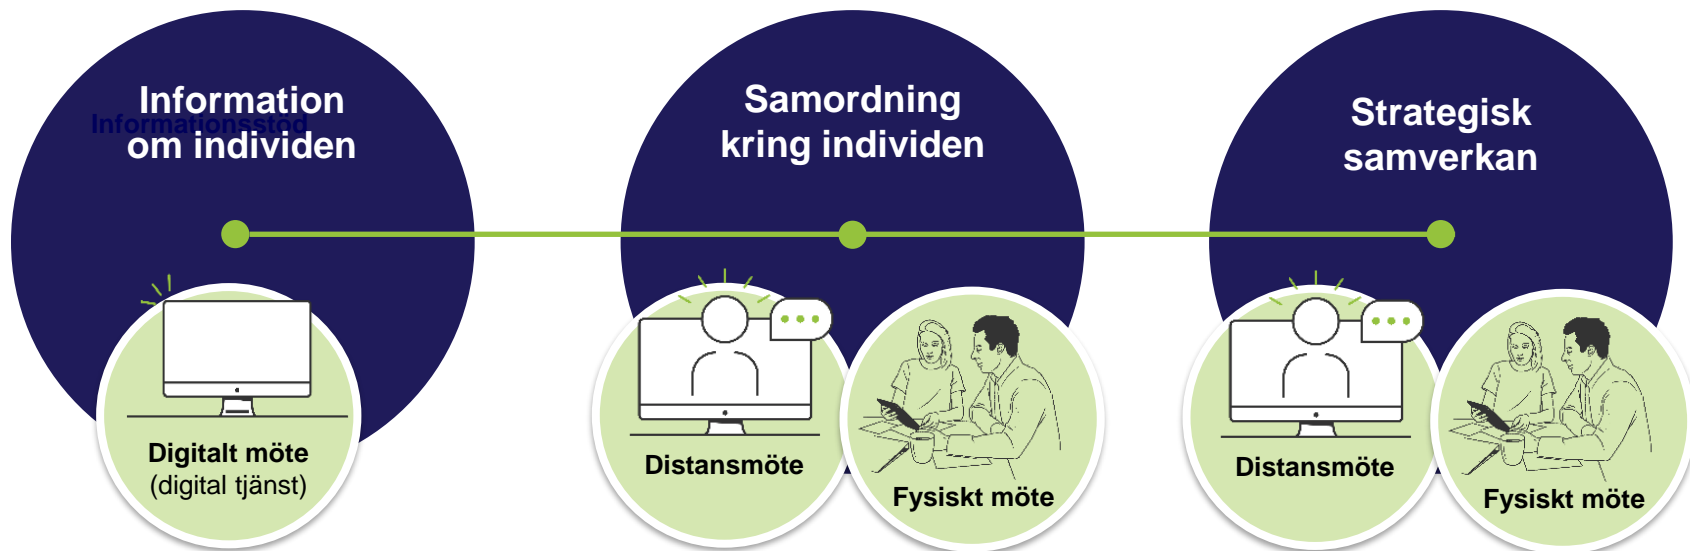 Information
Informationsstöd
om individen
Digitalt möte
(digital tjänst)
Samordning
kring individen
Distansmöte
Fysiskt möte
Strategisk
samverkan
Distansmöte
Fysiskt möte